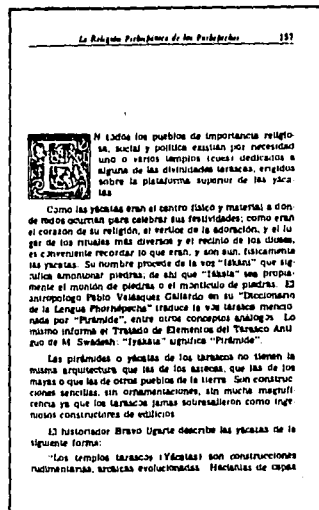 La Religión Prehispánica de los Purhépechas 157
EN todos los pueblos de importancia religio-
sa, social y política existían por necesidad
uno o varios templos (cues) dedicados a
alguna de las divinidades tarascas, erigidos
sobre la plataforma superior de las yáca-
tas
Como las yácatas eran el centro físico y material a don-
de todos ocurrían para celebrar sus festividades; como eran
el corazón de su religión, el vértice de la adoración, y el lu-
gar de los rituales más diversos y el recinto de los dioses,
es conveniente recordar lo que eran, y son aun, físicamente
las yacatas. Su nombre procede de la voz "íákáni" que sig-
nifica amontonar piedras; de ahí que "íákata" sea propia-
mente el montón de piedras o el montículo de piedras. El
antropólogo Pablo Velásquez Gallardo en su "Diccionario
de la Lengua Phorhépecha" traduce la voz tarasca mencio-
nada por "Pirámide", entre otros conceptos análogos. Lo
mismo informa el Tratado de Elementos del Tarasco Anti-
guo de M. Swadesh: significa "Pirámide".
Las pirámides o yácatas de los tarascos no tienen la
misma arquitectura que las de los aztecas, que las de los
mayas o que las de otros pueblos de la tierra. Son construc-
ciones sencillas, sin ornamentaciones, sin mucha magnifi-
cencia ya que los tarascos jamas sobresalieron como inge-
niosos constructores de edificios
El historiador Bravo Ugarte describe las yácatas de la
siguiente forma:
"Los templos tarascos (Yácatas) son construcciones
rudimentarias, arcaicas evolucionadas. Hacíanlas de capas